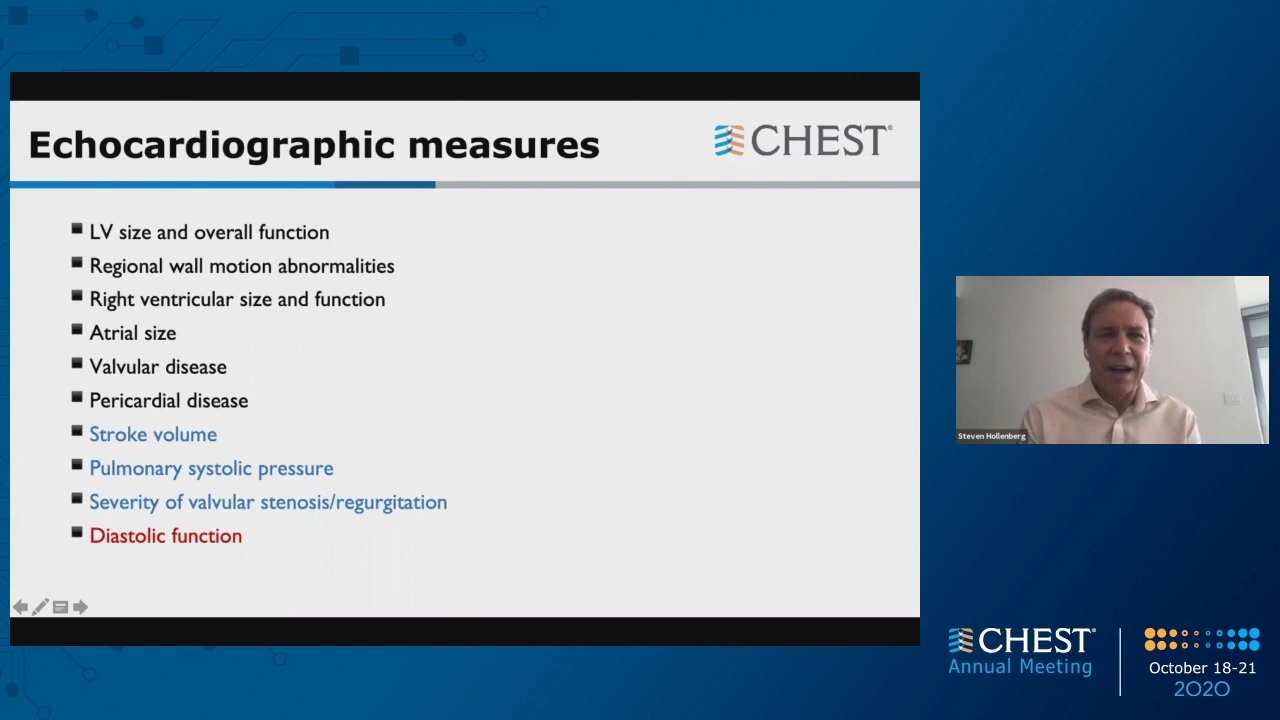 Echocardiographic measures
CHEST®
LV size and overall function
Regional wall motion abnormalities
Right ventricular size and function
Atrial size
Valvular disease
Pericardial disease
Stroke volume
Pulmonary systolic pressure
Severity of valvular stenosis/regurgitation
Diastolic function
Steven Hollenberg
CHEST®
Annual Meeting
October 18-21
2020